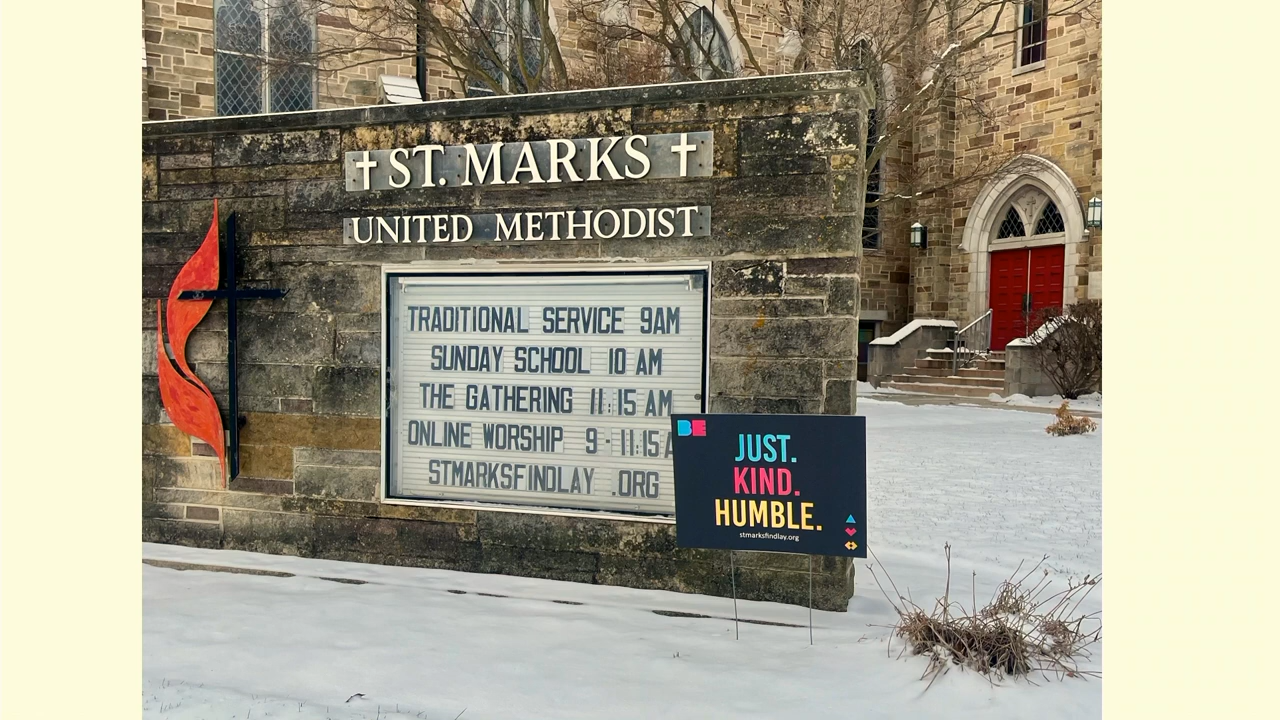 ST. MARKS
UNITED METHODIST
TRADITIONAL SERVICE 9AM
SUNDAY SCHOOL 10 AM
THE GATHERING 11:15 AM
ONLINE WORSHIP 9 - 11:15A
STMARKSFINDLAY .ORG
BE
JUST.
KIND.
HUMBLE.
stmarksfindlay.org